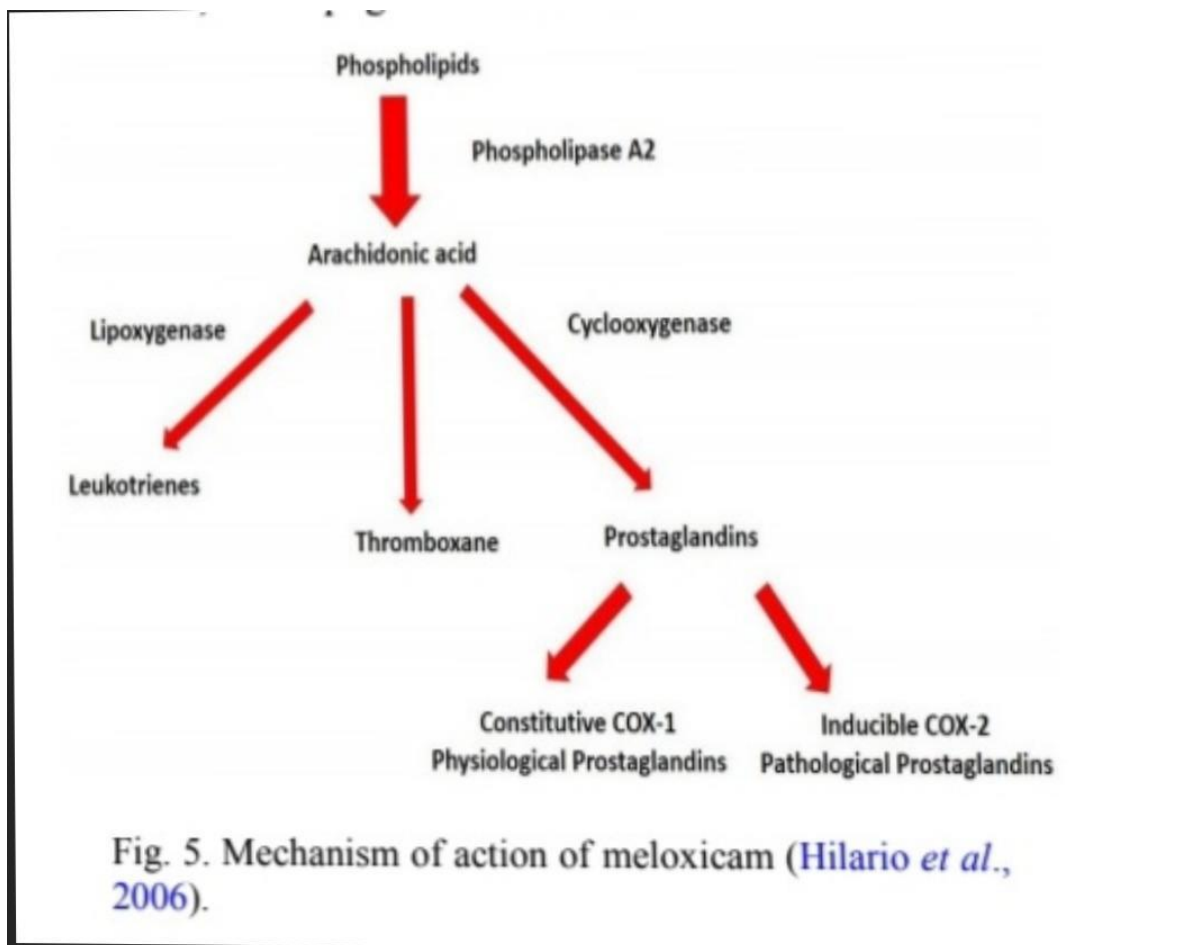 Phospholipids
Phospholipase A2
Arachidonic acid
Lipoxygenase
Cyclooxygenase
Leukotrienes
Thromboxane
Prostaglandins
Constitutive COX-1
Physiological Prostaglandins
Inducible COX-2
Pathological Prostaglandins
Fig. 5. Mechanism of action of meloxicam (Hilario et al.,
2006).